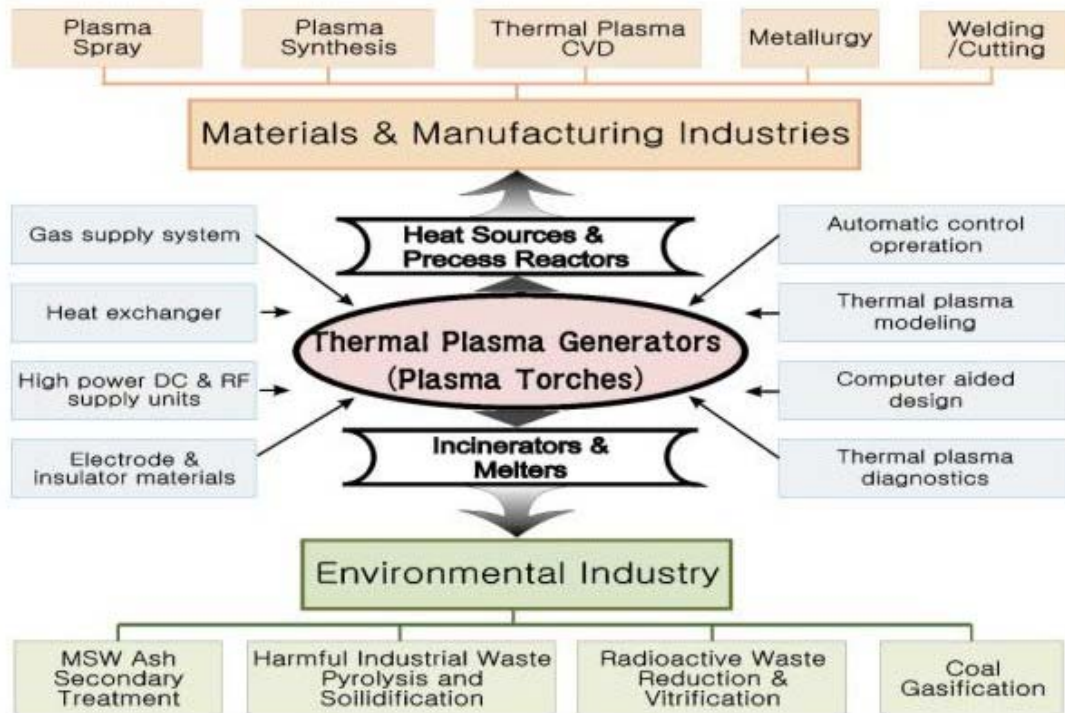 Plasma
Spray
Plasma
Synthesis
Thermal Plasma
CVD
Metallurgy
Welding
/Cutting
Materials & Manufacturing Industries
Gas supply system
Heat exchanger
High power DC & RF
supply units
Electrode &
insulator materials
Heat Sources &
Precess Reactors
Thermal Plasma Generators
(Plasma Torches)
Incinerators &
Melters
Automatic control
opreration
Thermal plasma
modeling
Computer aided
design
Thermal plasma
diagnostics
Environmental Industry
MSW Ash
Secondary
Treatment
Harmful Industrial Waste
Pyrolysis and
Soilidification
Radioactive Waste
Reduction &
Vitrification
Coal
Gasification